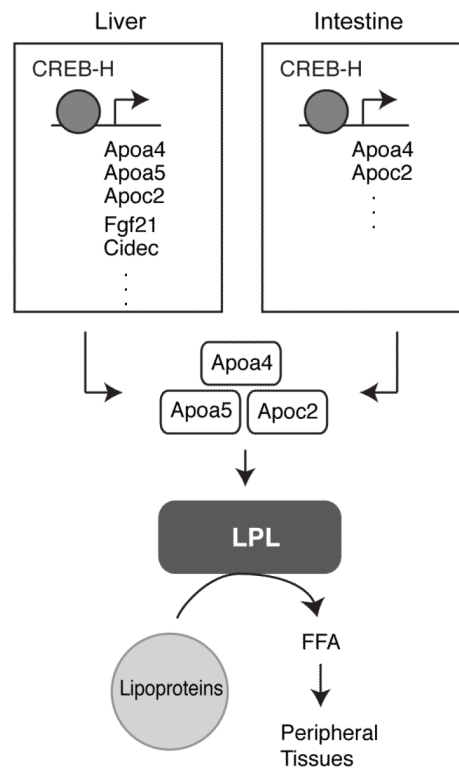 Liver
Intestine
CREB-H
Apoa4
Apoa5
Apoc2
Fgf21
Cidec
CREB-H
Apoa4
Apoc2
Apoa4
Apoa5
Apoc2
LPL
Lipoproteins
FFA
Peripheral
Tissues